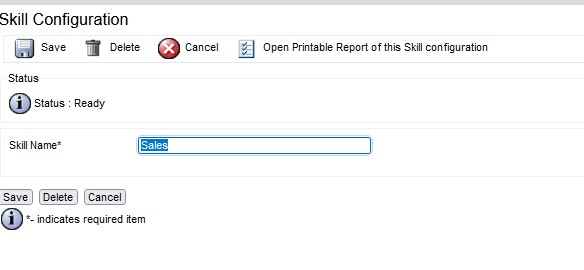 Skill Configuration
Save Delete Cancel Open Printable Report of this Skill configuration
Status
Status : Ready
Skill Name* Sales
Save Delete Cancel
*- indicates required item